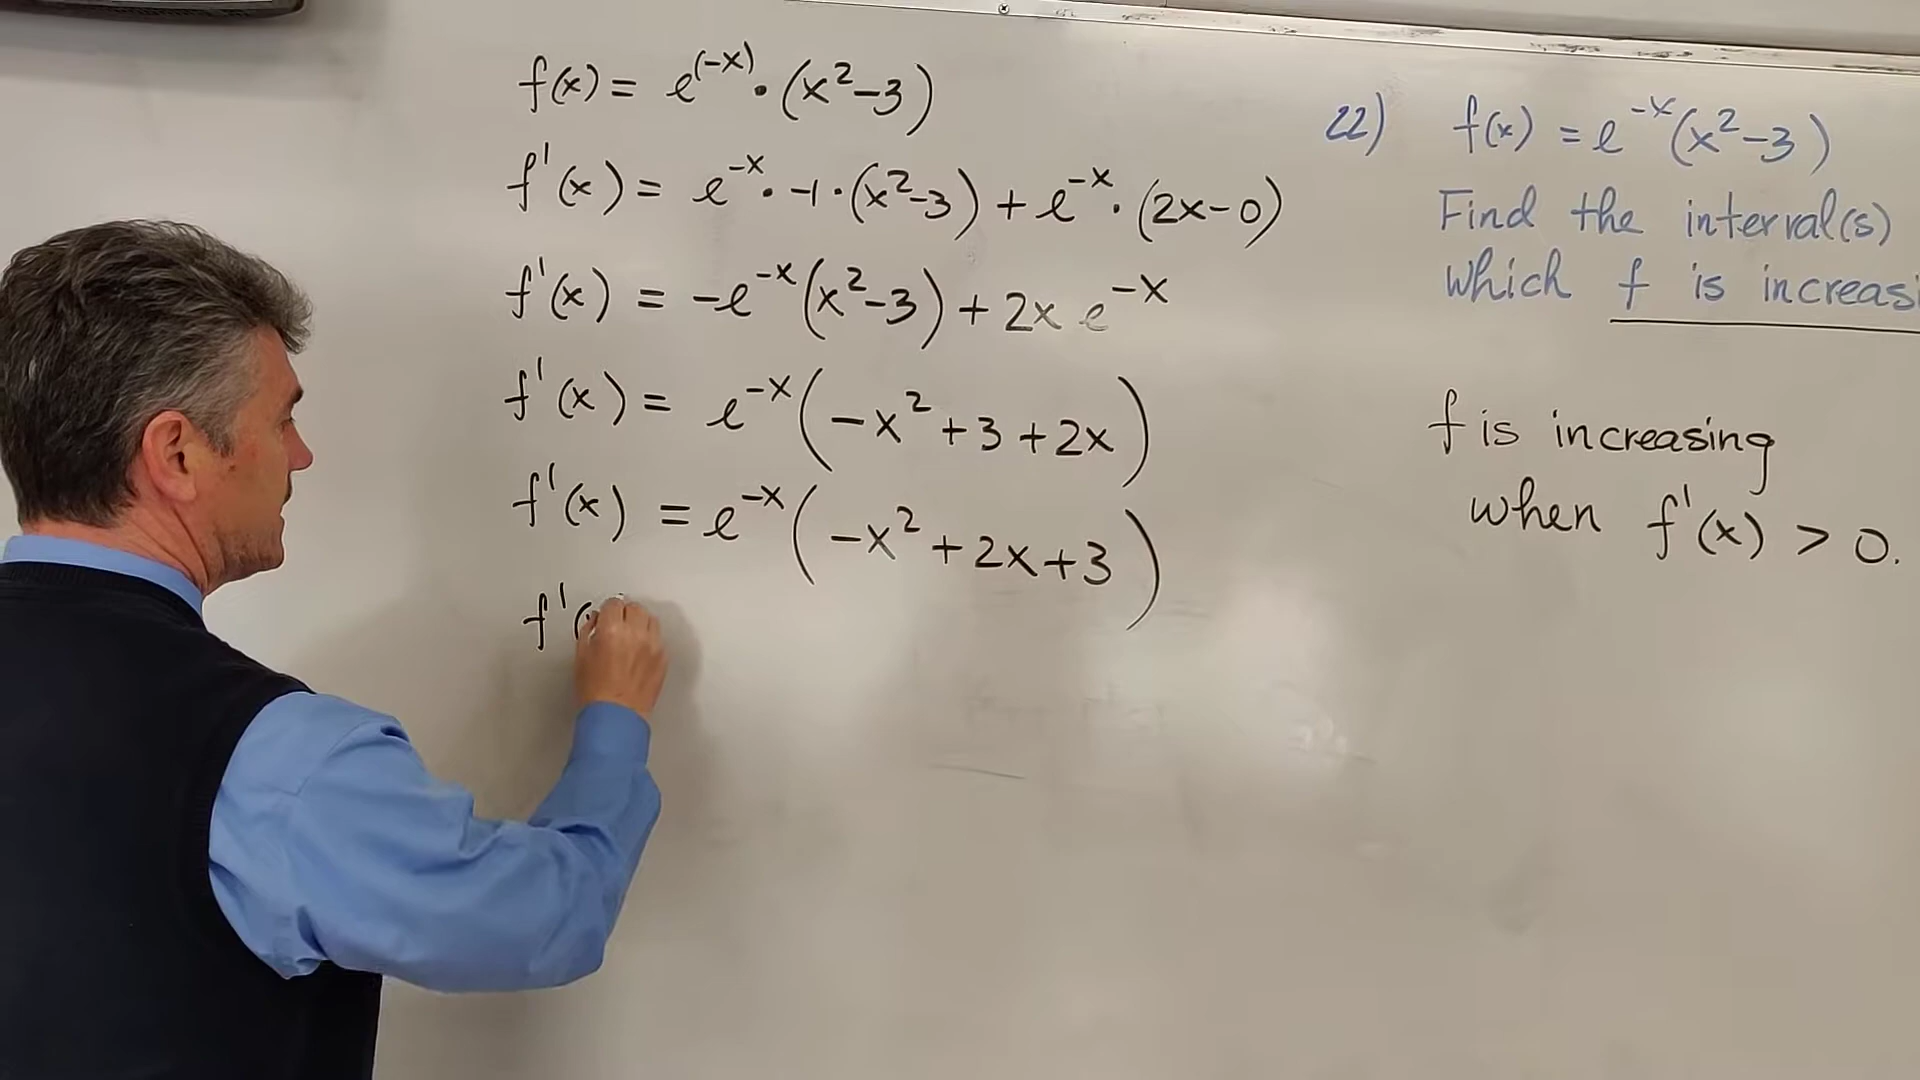 f(x) = e^(-x) · (x²-3)
f'(x) = e^-x · -1 · (x²-3) + e^-x · (2x-0)
f'(x) = -e^-x (x²-3) + 2x e^-x
f'(x) = e^-x (-x² + 3 + 2x)
f'(x) = e^-x (-x² + 2x + 3)
f'(
22) f(x) = e^-x (x²-3)
Find the interval(s)
which f is increasi
f is increasing
when f'(x) > 0.